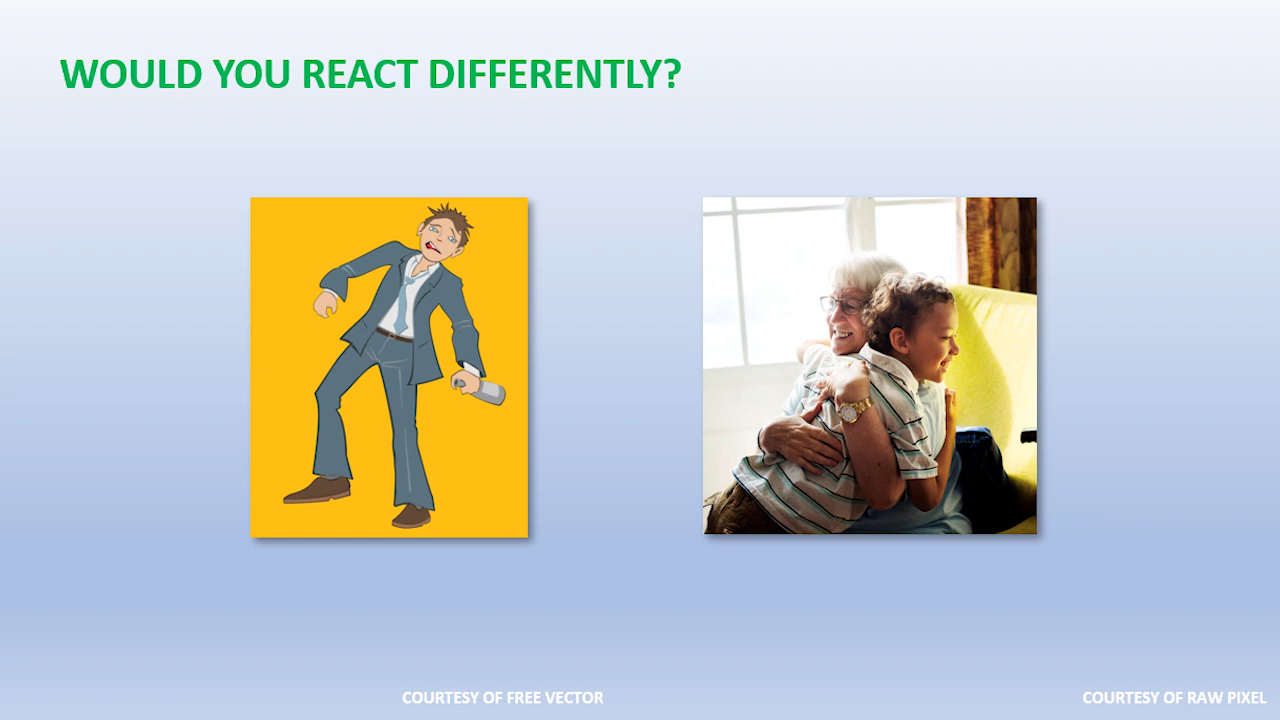 WOULD YOU REACT DIFFERENTLY?
COURTESY OF FREE VECTOR
COURTESY OF RAW PIXEL